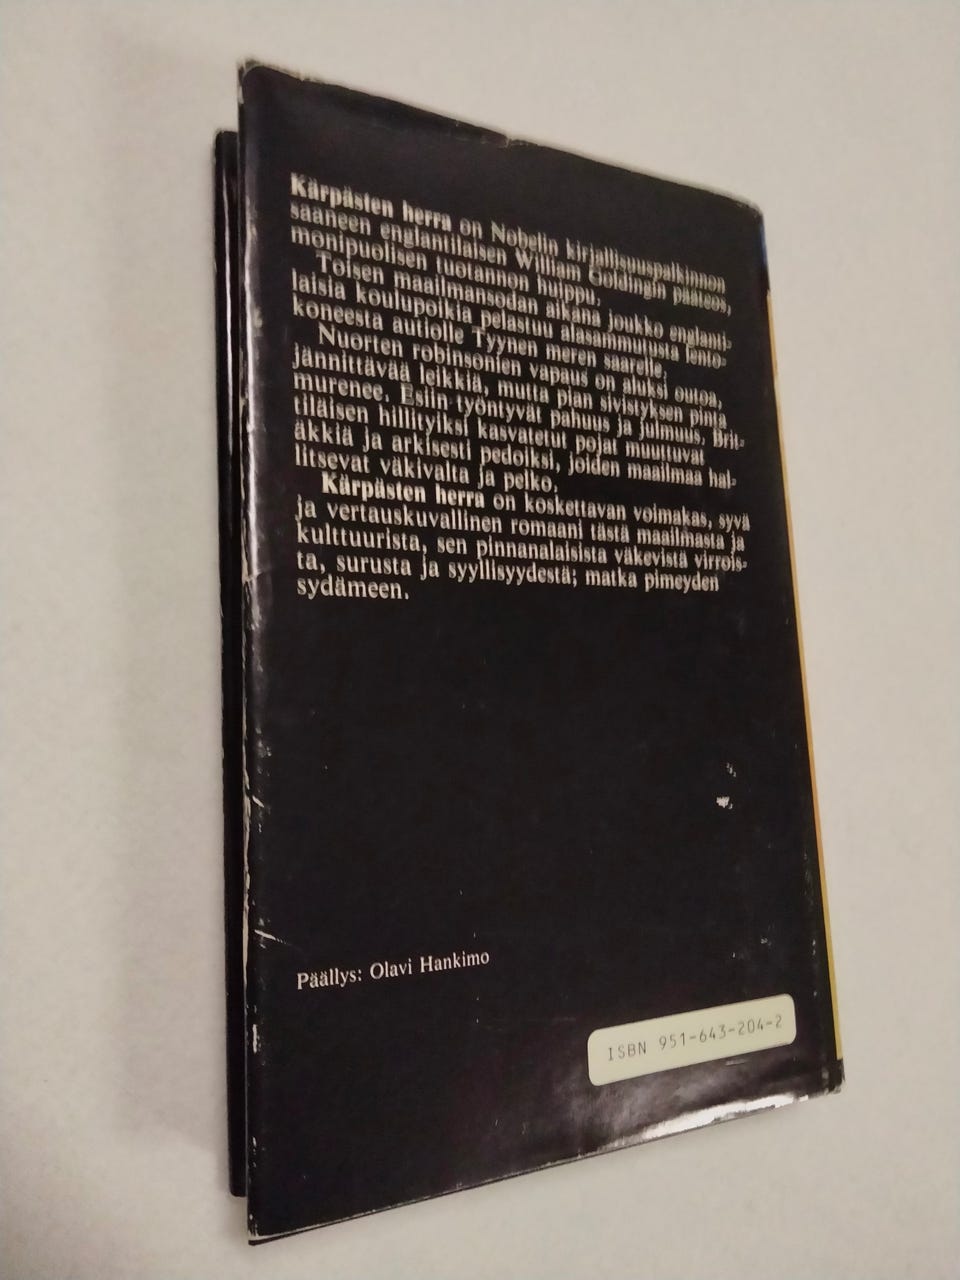 Kärpästen herra on Nobelin kirjallisuuspalkinnon
saaneen englantilaisen William Goldingin pääteos,
monipuolisen tuotannon huippu.
Toisen maailmansodan aikana joukko englanti-
laisia koulupoikia pelastuu alasammutusta lento-
koneesta autiolle Tyynen meren saarelle.
Nuorten robinsonien vapaus on aluksi outoa,
jännittävää leikkiä, mutta pian sivistyksen pinta
murenee. Esiin työntyvät pahuus ja julmuus. Brit-
tiläisen hillityiksi kasvatetut pojat muuttuvat
äkkiä ja arkisesti pedoiksi, joiden maailmaa hal-
litsevat väkivalta ja pelko.
Kärpästen herra on koskettavan voimakas, syvä
ja vertauskuvallinen romaani tästä maailmasta ja
kulttuurista, sen pinnanalaisista väkevistä virrois-
ta, surusta ja syyllisyydestä; matka pimeyden
sydämeen.
Päällys: Olavi Hankimo
ISBN 951-643-204-2